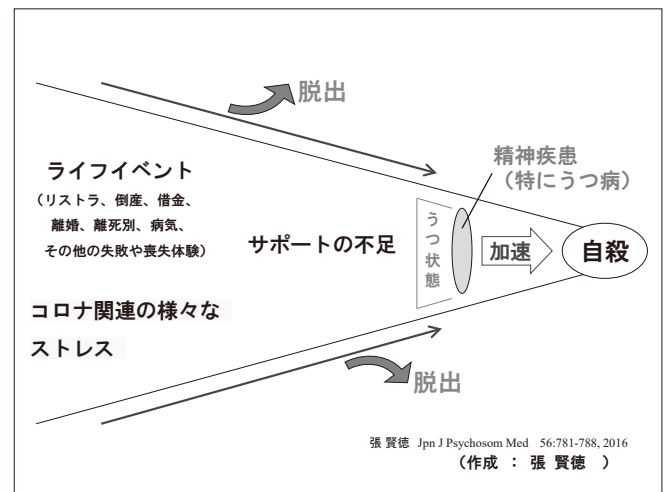 脱出
ライフイベント
（リストラ、倒産、借金、
離婚、離死別、病気、
その他の失敗や喪失体験）
精神疾患
（特にうつ病）
サポートの不足
うつ状態
加速
自殺
コロナ関連の様々な
ストレス
脱出
張 賢徳 Jpn J Psychosom Med 56:781-788, 2016
（作成 ： 張 賢徳 ）